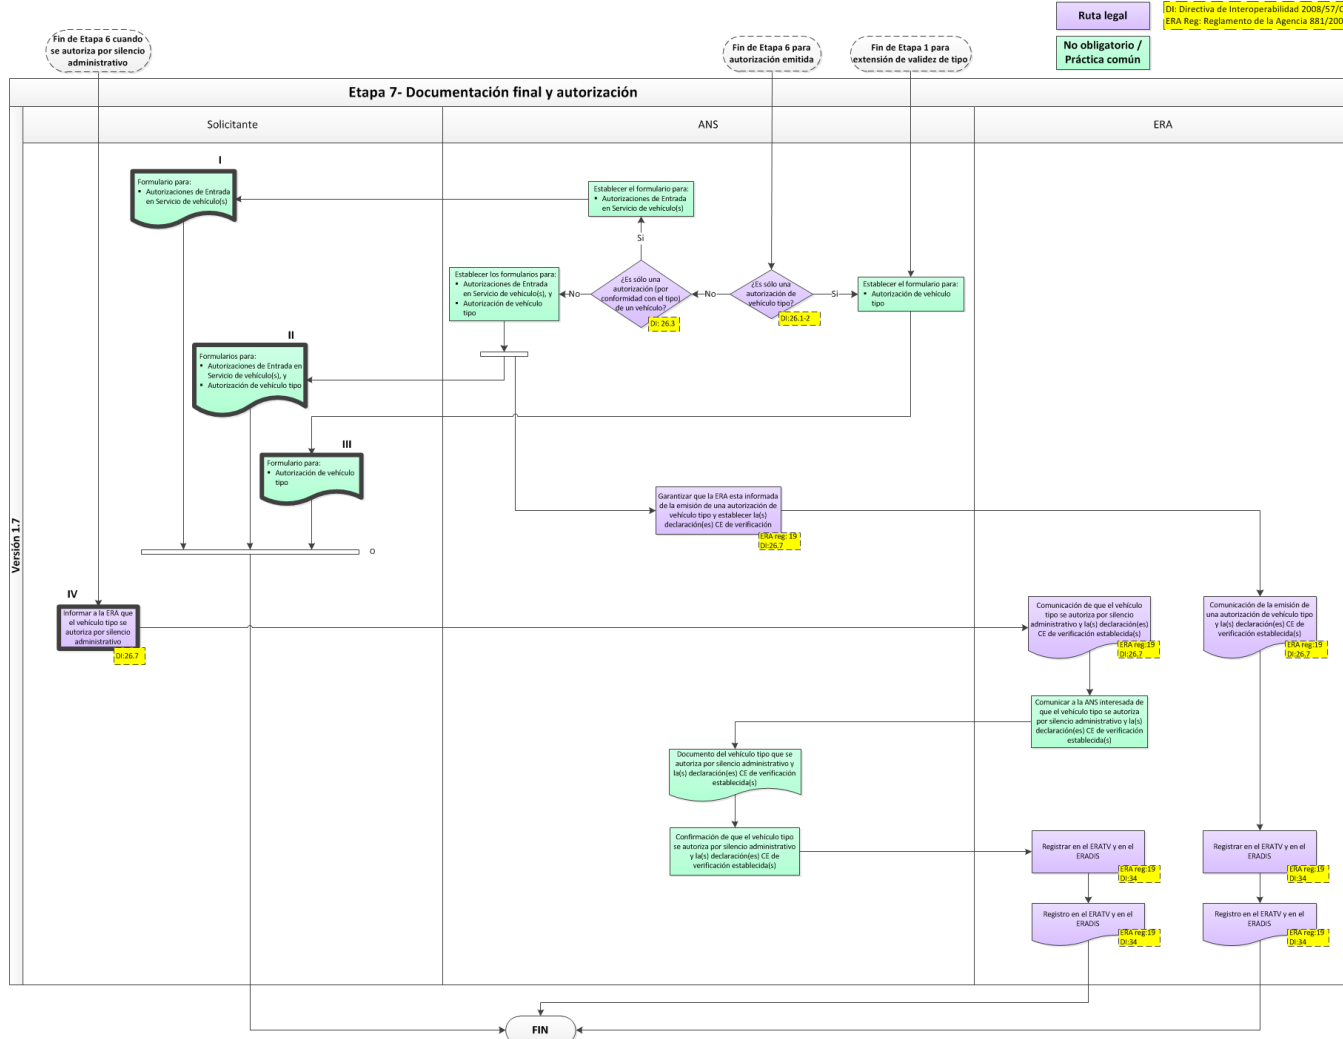 Ruta legal
DI: Directiva de Interoperabilidad 2008/57/
ERA Reg: Reglamento de la Agencia 881/200
No obligatorio /
Práctica común
Fin de Etapa 6 cuando
se autoriza por silencio
administrativo
Fin de Etapa 6 para
autorización emitida
Fin de Etapa 1 para
extensión de validez de tipo
Etapa 7- Documentación final y autorización
Solicitante
ANS
ERA
Versión 1.7
I
Formulario para:
▪ Autorizaciones de Entrada
en Servicio de vehículo(s)
Establecer el formulario para:
▪ Autorizaciones de Entrada
en Servicio de vehículo(s)
Si
Establecer los formularios para:
▪ Autorizaciones de Entrada
en Servicio de vehículo(s), y
▪ Autorización de vehículo
tipo
No
¿Es sólo una
autorización (por
conformidad con el tipo)
de un vehículo?
DI: 26.3
No
¿Es sólo una
autorización de
vehículo tipo?
DI:26.1-2
Si
Establecer el formulario para:
▪ Autorización de vehículo
tipo
II
Formularios para:
▪ Autorizaciones de Entrada en
Servicio de vehículo(s), y
▪ Autorización de vehículo tipo
III
Formulario para:
▪ Autorización de vehículo
tipo
Garantizar que la ERA esta informada
de la emisión de una autorización de
vehículo tipo y establecer la(s)
declaración(es) CE de verificación
ERA reg: 19
DI:26.7
O
IV
Informar a la ERA que
el vehículo tipo se
autoriza por silencio
administrativo
DI:26.7
Comunicación de que el vehículo
tipo se autoriza por silencio
administrativo y la(s) declaración(es)
CE de verificación establecida(s)
ERA reg:19
DI:26.7
Comunicación de la emisión de
una autorización de vehículo tipo
y la(s) declaración(es) CE de
verificación establecida(s)
ERA reg:19
DI:26.7
Comunicar a la ANS interesada de
que el vehículo tipo se autoriza
por silencio administrativo y la(s)
declaración(es) CE de verificación
establecida(s)
Documento del vehículo tipo que se
autoriza por silencio administrativo y
la(s) declaración(es) CE de verificación
establecida(s)
Confirmación de que el vehículo tipo
se autoriza por silencio administrativo
y la(s) declaración(es) CE de
verificación establecida(s)
Registrar en el ERATV y en el
ERADIS
ERA reg:19
DI:34
Registrar en el ERATV y en el
ERADIS
ERA reg:19
DI:34
Registro en el ERATV y en el
ERADIS
ERA reg:19
DI:34
Registro en el ERATV y en el
ERADIS
ERA reg:19
DI:34
FIN